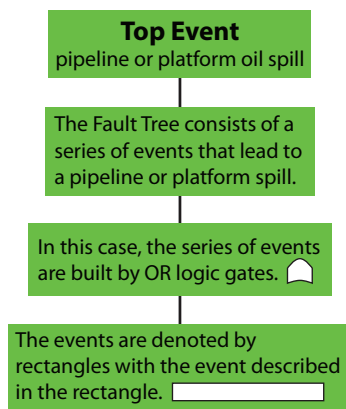 Top Event
pipeline or platform oil spill
The Fault Tree consists of a
series of events that lead to
a pipeline or platform spill.
In this case, the series of events
are built by OR logic gates.
The events are denoted by
rectangles with the event described
in the rectangle.